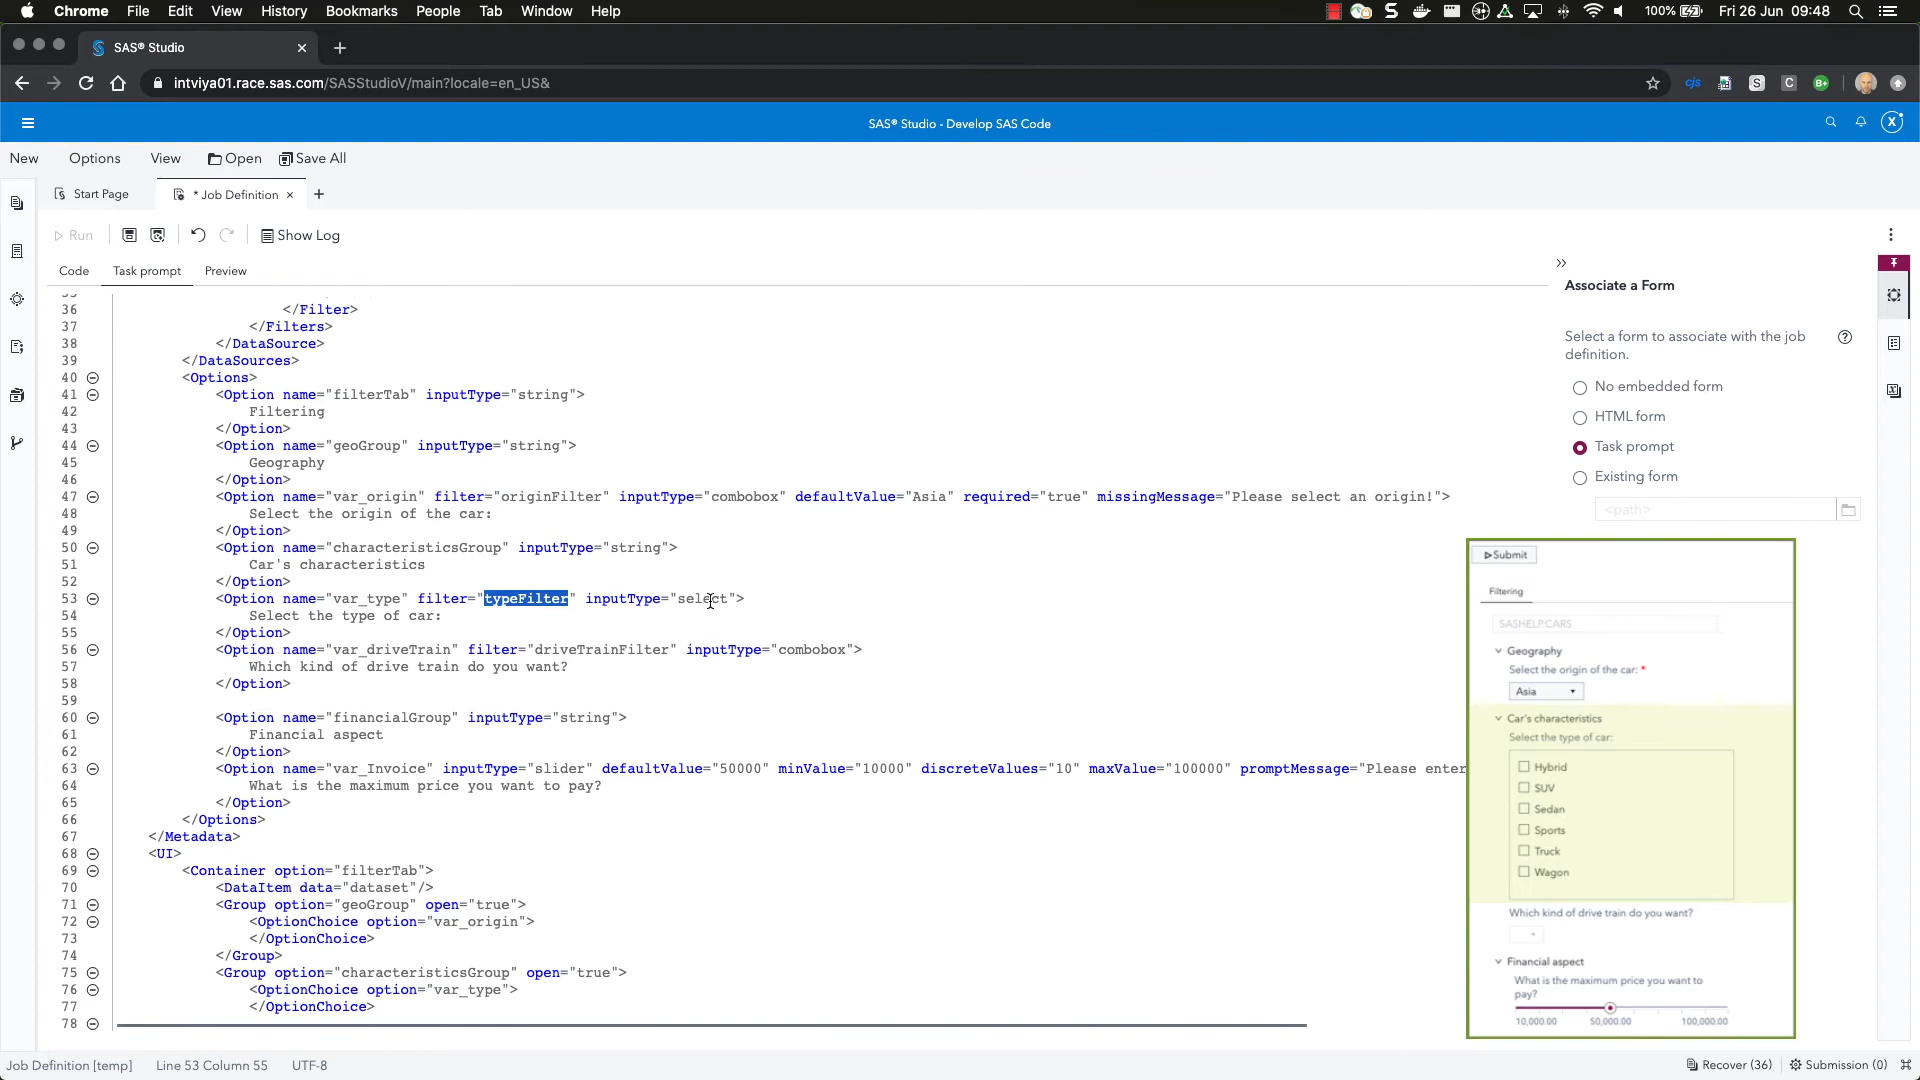 Chrome File Edit View History Bookmarks People Tab Window Help
100% Fri 26 Jun 09:48
SAS® Studio
intviya01.race.sas.com/SASStudioV/main?locale=en_US&
cjs S C B+
SAS® Studio - Develop SAS Code
X
New Options View Open Save All
Start Page * Job Definition
Run Show Log
Code Task prompt Preview
36 </Filter>
37 </Filters>
38 </DataSource>
39 </DataSources>
40 <Options>
41 <Option name="filterTab" inputType="string">
42 Filtering
43 </Option>
44 <Option name="geoGroup" inputType="string">
45 Geography
46 </Option>
47 <Option name="var_origin" filter="originFilter" inputType="combobox" defaultValue="Asia" required="true" missingMessage="Please select an origin!">
48 Select the origin of the car:
49 </Option>
50 <Option name="characteristicsGroup" inputType="string">
51 Car's characteristics
52 </Option>
53 <Option name="var_type" filter="typeFilter" inputType="select">
54 Select the type of car:
55 </Option>
56 <Option name="var_driveTrain" filter="driveTrainFilter" inputType="combobox">
57 Which kind of drive train do you want?
58 </Option>
59
60 <Option name="financialGroup" inputType="string">
61 Financial aspect
62 </Option>
63 <Option name="var_Invoice" inputType="slider" defaultValue="50000" minValue="10000" discreteValues="10" maxValue="100000" promptMessage="Please enter
64 What is the maximum price you want to pay?
65 </Option>
66 </Options>
67 </Metadata>
68 <UI>
69 <Container option="filterTab">
70 <DataItem data="dataset"/>
71 <Group option="geoGroup" open="true">
72 <OptionChoice option="var_origin">
73 </OptionChoice>
74 </Group>
75 <Group option="characteristicsGroup" open="true">
76 <OptionChoice option="var_type">
77 </OptionChoice>
78
Associate a Form
Select a form to associate with the job
definition.
No embedded form
HTML form
Task prompt
Existing form
<path>
Submit
Filtering
SASHELP.CARS
Geography
Select the origin of the car: *
Asia
Car's characteristics
Select the type of car:
Hybrid
SUV
Sedan
Sports
Truck
Wagon
Which kind of drive train do you want?
Financial aspect
What is the maximum price you want to
pay?
10,000.00 50,000.00 100,000.00
Job Definition [temp] Line 53 Column 55 UTF-8
Recover (36) Submission (0)